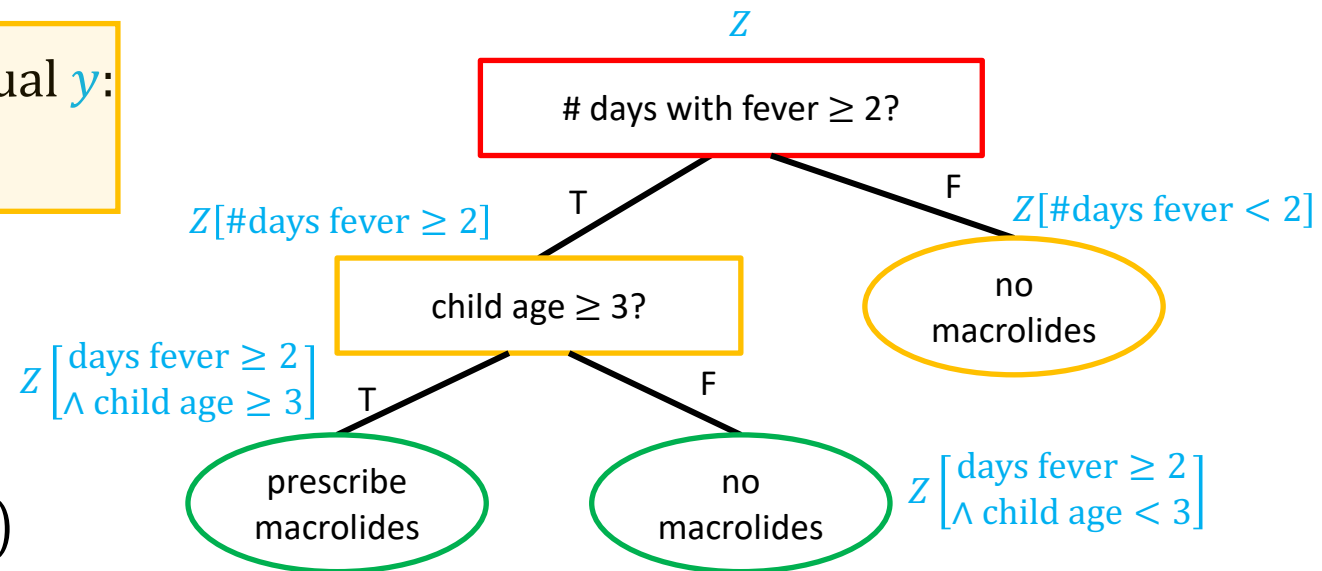 ual y:
Z
# days with fever ≥ 2?
T
F
Z[#days fever ≥ 2]
Z[#days fever < 2]
child age ≥ 3?
no
macrolides
Z[days fever ≥ 2
∧ child age ≥ 3]
T
F
prescribe
macrolides
no
macrolides
Z[days fever ≥ 2
∧ child age < 3]
)